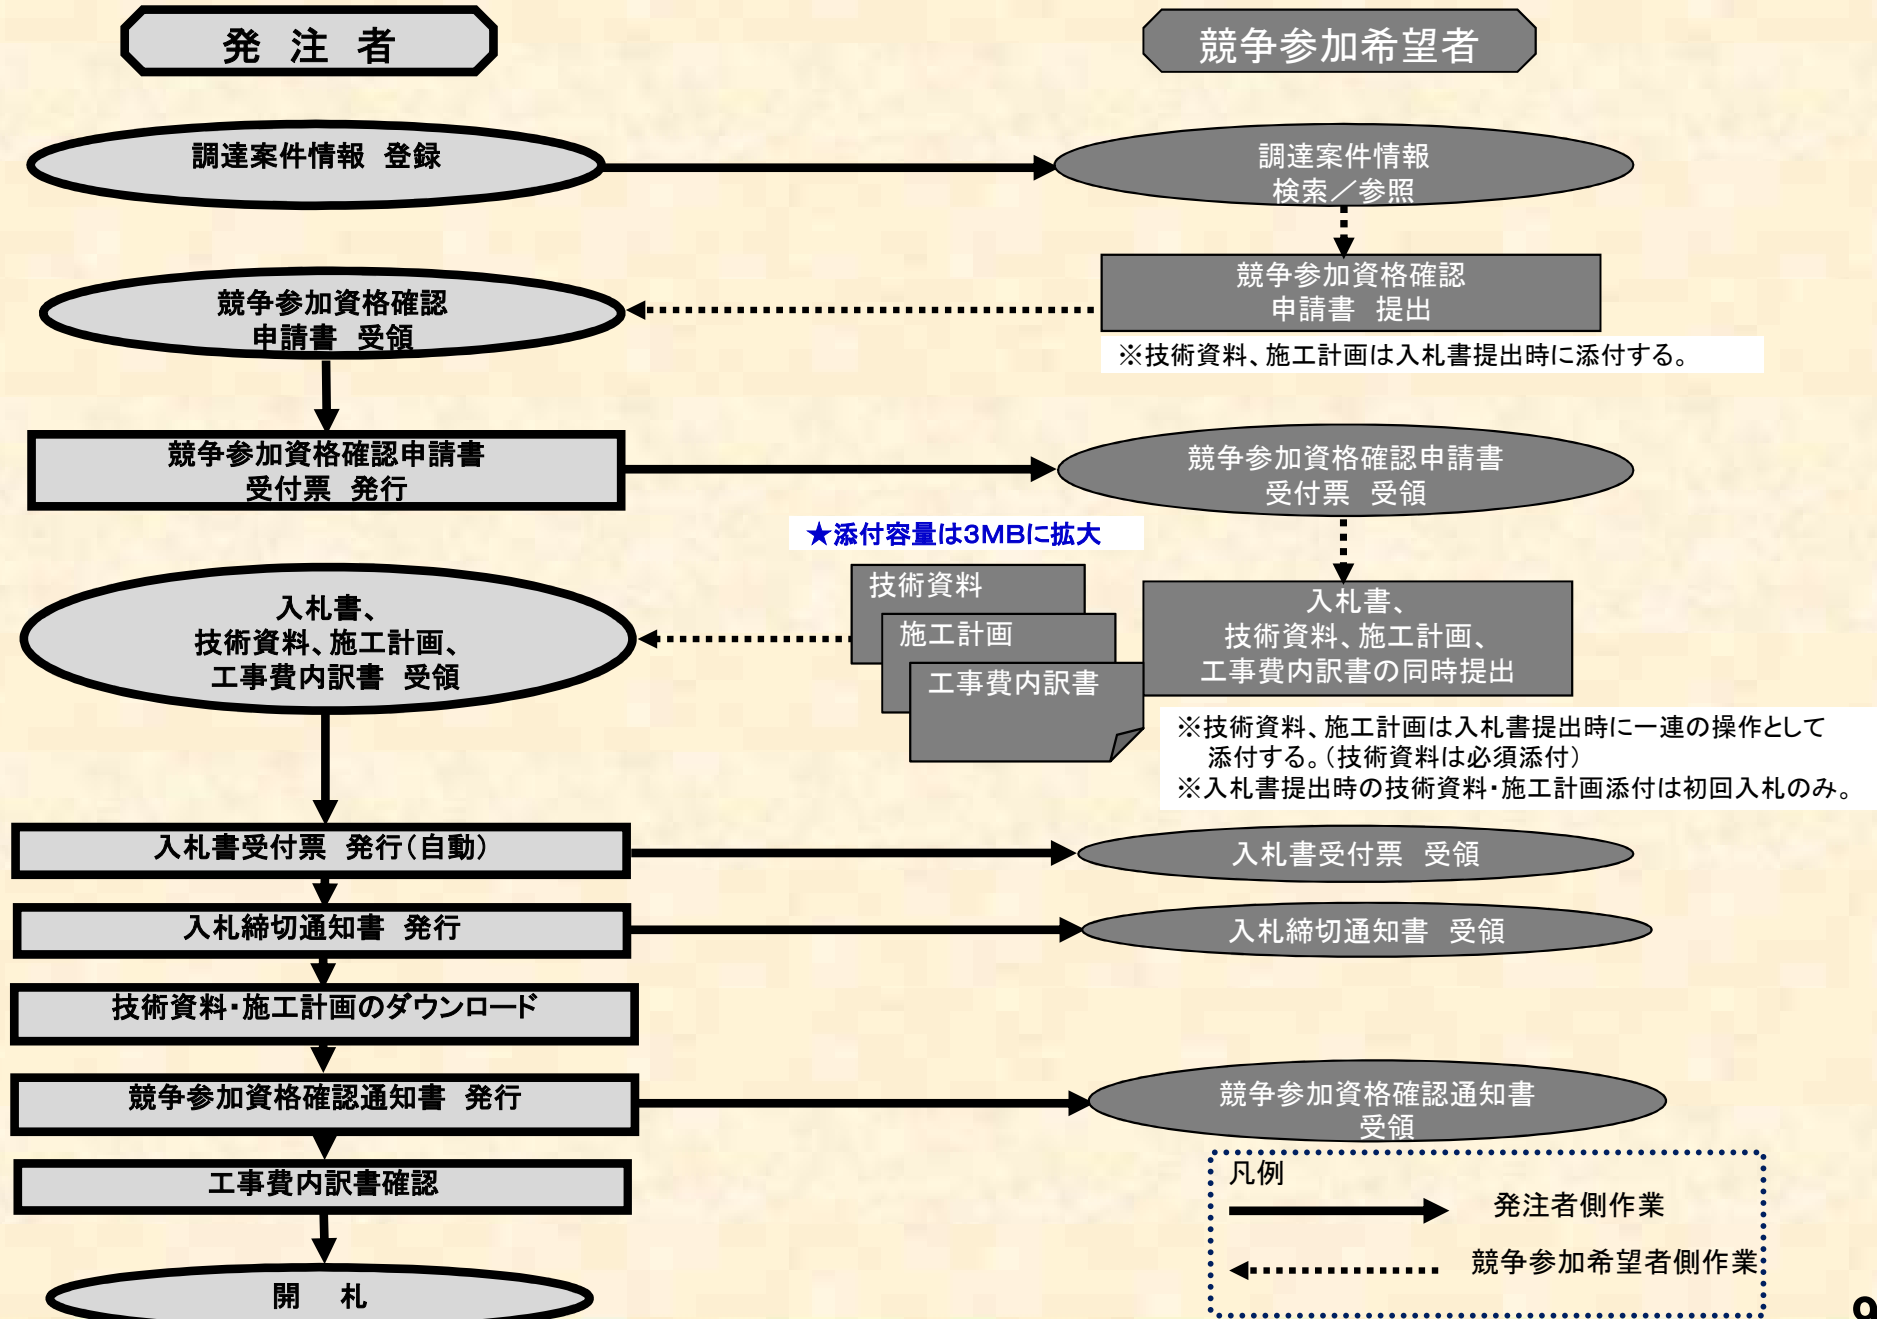 発 注 者
競争参加希望者
調達案件情報　登録
調達案件情報
検索／参照
競争参加資格確認
申請書　提出
競争参加資格確認
申請書　受領
※技術資料、施工計画は入札書提出時に添付する。
競争参加資格確認申請書
受付票　発行
競争参加資格確認申請書
受付票　受領
★添付容量は3MBに拡大
技術資料
施工計画
工事費内訳書
入札書、
技術資料、施工計画、
工事費内訳書の同時提出
入札書、
技術資料、施工計画、
工事費内訳書　受領
※技術資料、施工計画は入札書提出時に一連の操作として
添付する。（技術資料は必須添付）
※入札書提出時の技術資料・施工計画添付は初回入札のみ。
入札書受付票　発行（自動）
入札書受付票　受領
入札締切通知書　発行
入札締切通知書　受領
技術資料・施工計画のダウンロード
競争参加資格確認通知書　発行
競争参加資格確認通知書
受領
工事費内訳書確認
開　札
凡例
発注者側作業
競争参加希望者側作業
9